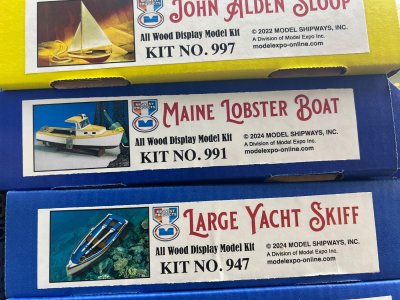 JOHN ALDEN SLOOP
All Wood Display Model Kit
KIT NO. 997
© 2022 MODEL SHIPWAYS, INC.
A Division of Model Expo Inc.
modelexpo-online.com
MAINE LOBSTER BOAT
All Wood Display Model Kit
KIT NO. 991
© 2024 MODEL SHIPWAYS, INC.
A Division of Model Expo Inc.
modelexpo-online.com
LARGE YACHT SKIFF
All Wood Display Model Kit
KIT NO. 947
© 2024 MODEL SHIPWAYS, INC.
A Division of Model Expo Inc.
modelexpo-online.com